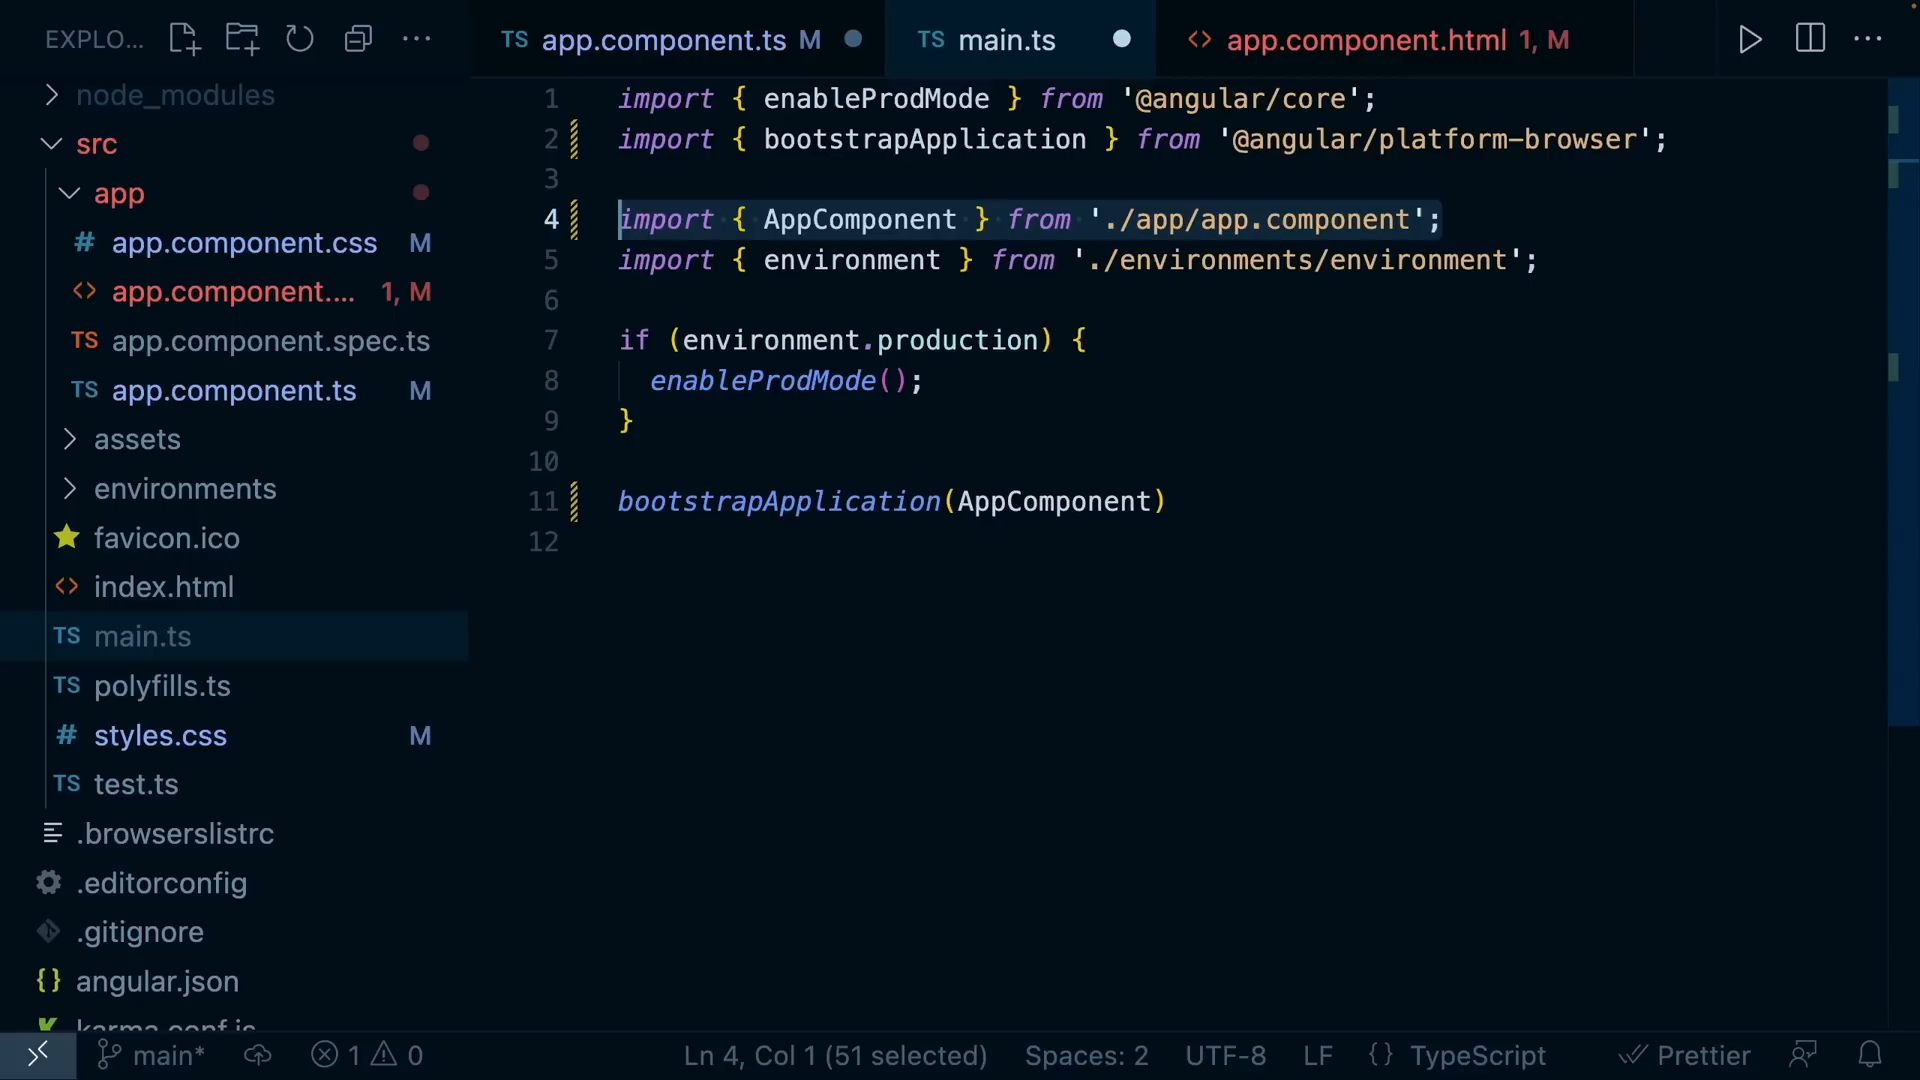 EXPLO...
node_modules
src
app
# app.component.css M
<> app.component.... 1, M
TS app.component.spec.ts
TS app.component.ts M
assets
environments
favicon.ico
<> index.html
TS main.ts
TS polyfills.ts
# styles.css M
TS test.ts
.browserslistrc
.editorconfig
.gitignore
{} angular.json
karma.conf.js
TS app.component.ts M
TS main.ts
<> app.component.html 1, M
1 import { enableProdMode } from '@angular/core';
2 import { bootstrapApplication } from '@angular/platform-browser';
3
4 import { AppComponent } from './app/app.component';
5 import { environment } from './environments/environment';
6
7 if (environment.production) {
8 enableProdMode();
9 }
10
11 bootstrapApplication(AppComponent)
12
main* 1 0 Ln 4, Col 1 (51 selected) Spaces: 2 UTF-8 LF {} TypeScript Prettier